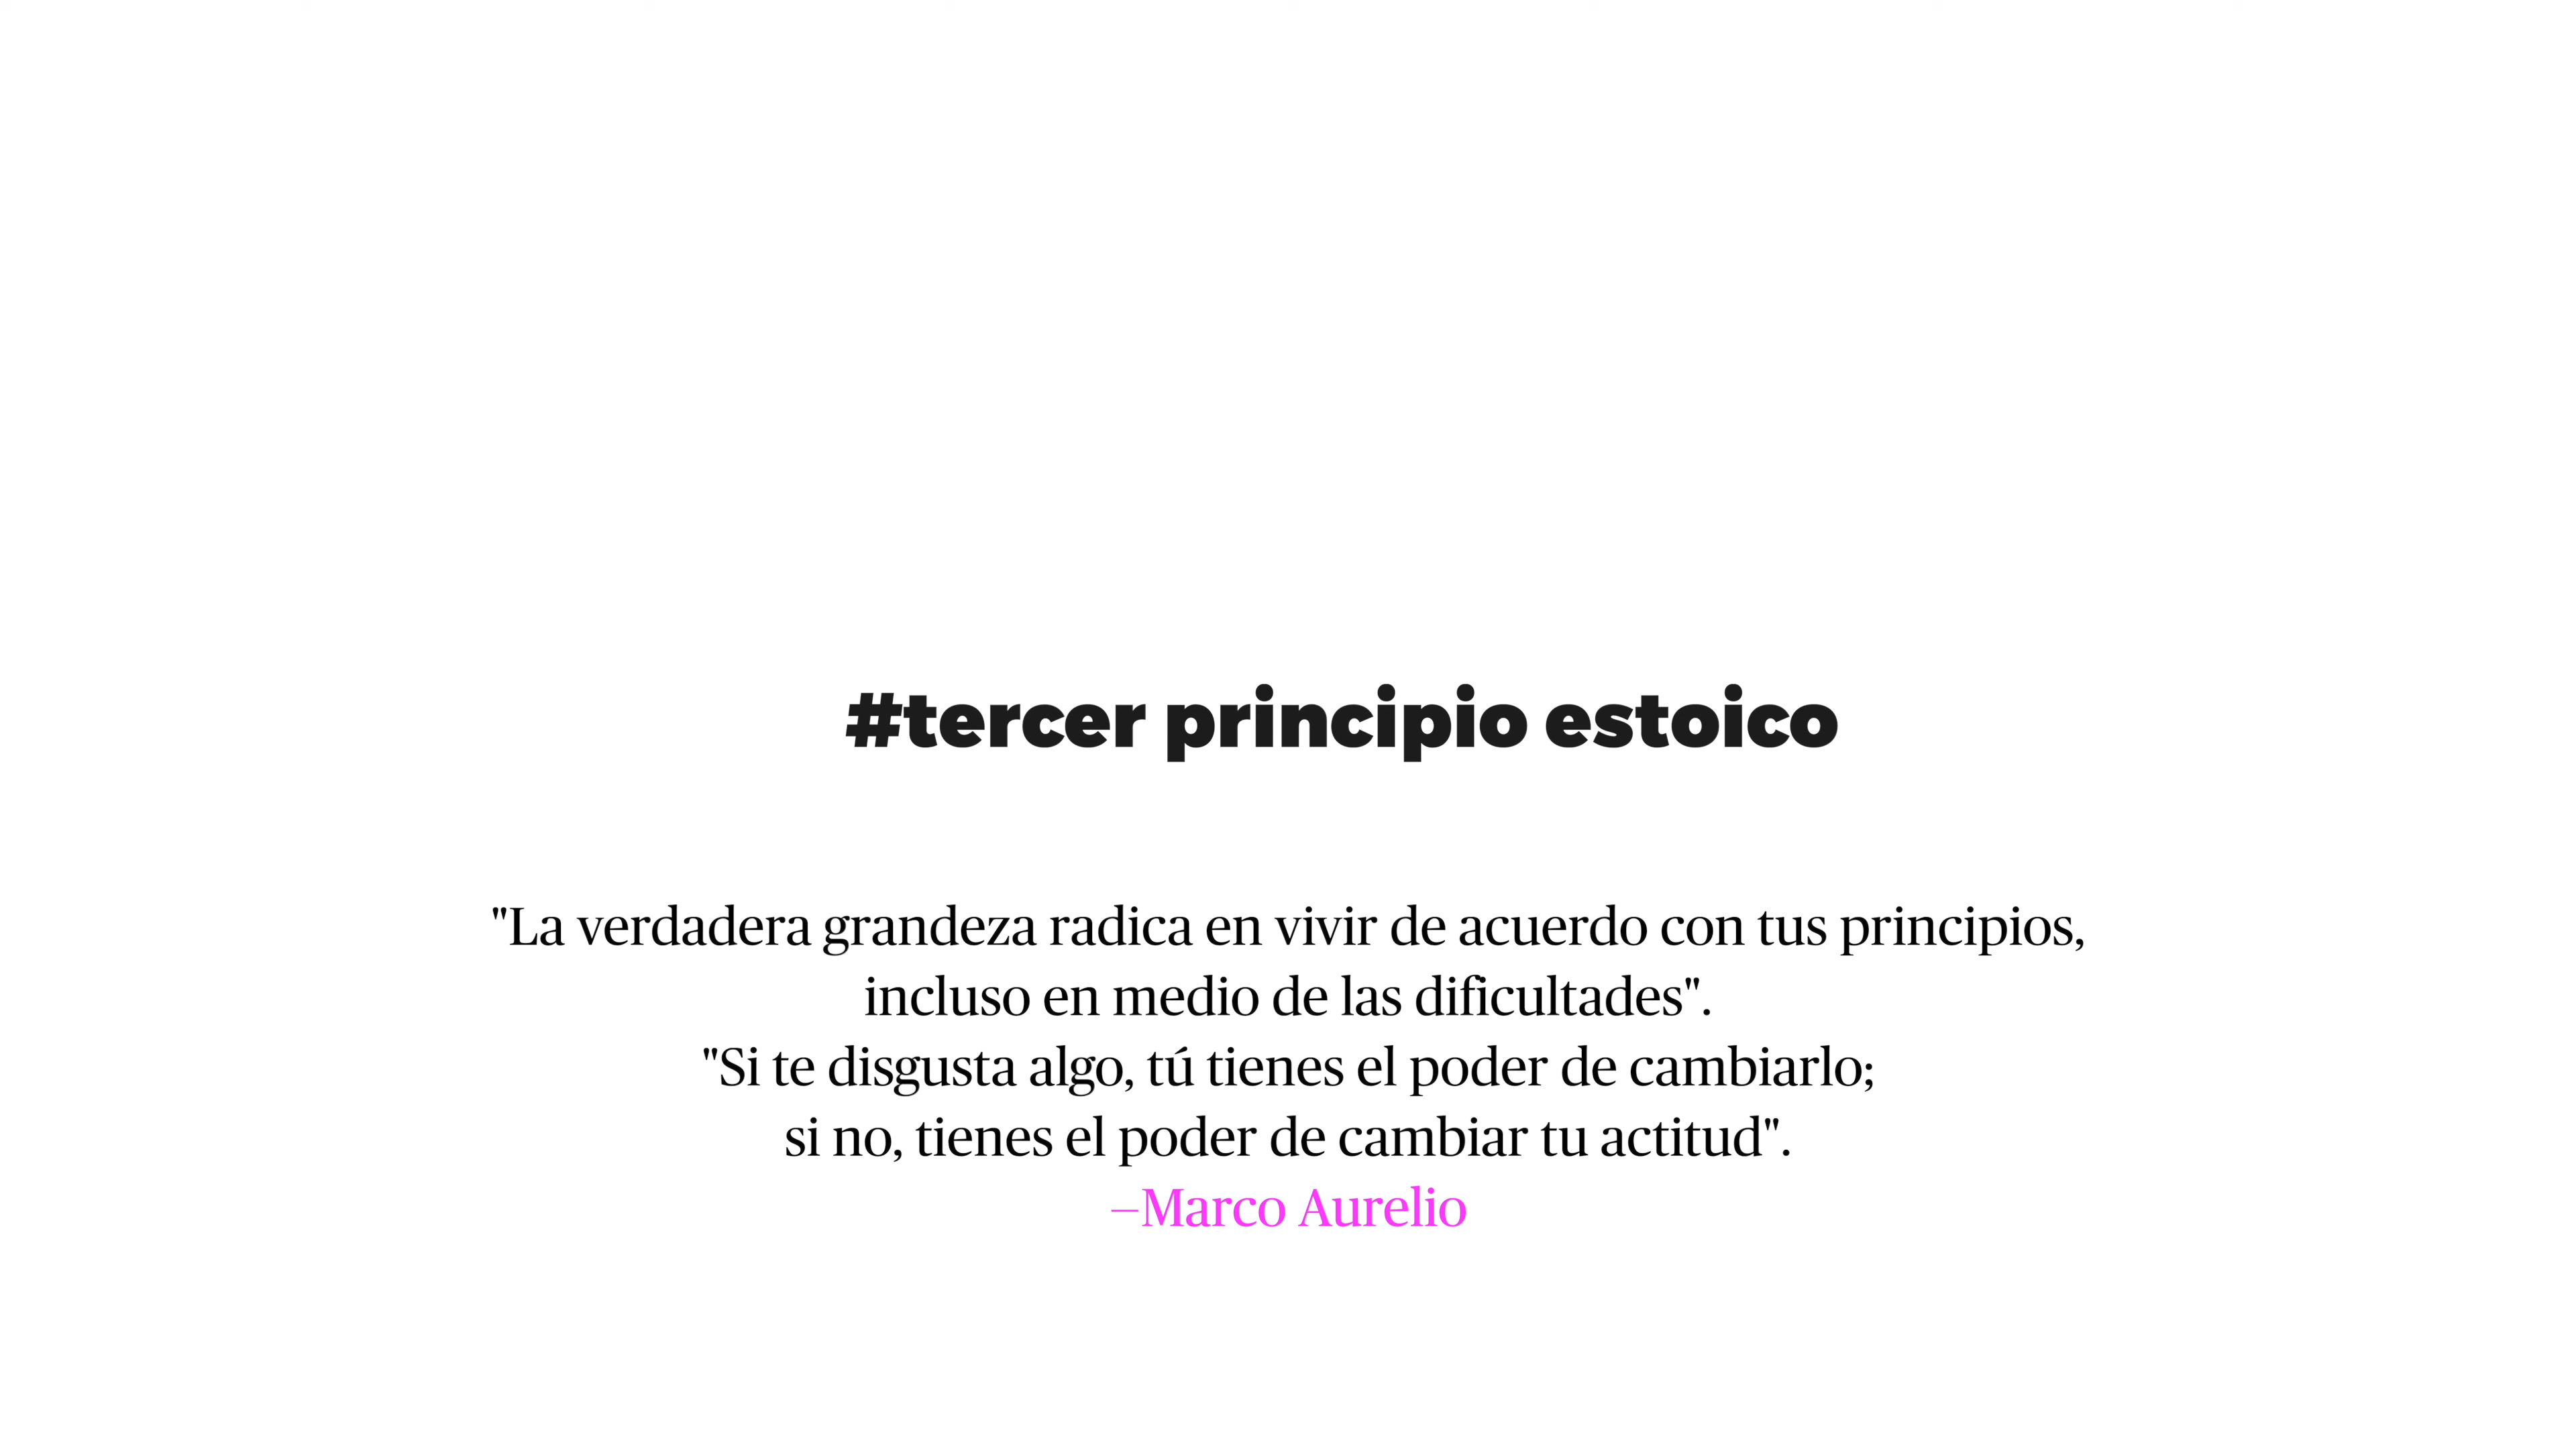 #tercer principio estoico
"La verdadera grandeza radica en vivir de acuerdo con tus principios,
incluso en medio de las dificultades".
"Si te disgusta algo, tú tienes el poder de cambiarlo;
si no, tienes el poder de cambiar tu actitud".
—Marco Aurelio